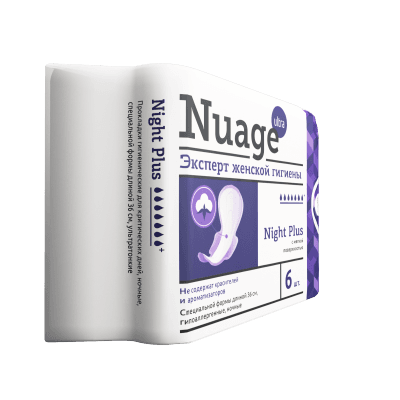 Nuage
ultra
Эксперт женской гигиены
Night Plus
с мягкой
поверхностью
Не содержат красителей
и ароматизаторов
6 шт.
Специальной формы длиной 36 см,
гипоаллергенные, ночные
Night Plus
Прокладки гигиенические для критических дней, ночные,
специальной формы длиной 36 см, ультратонкие